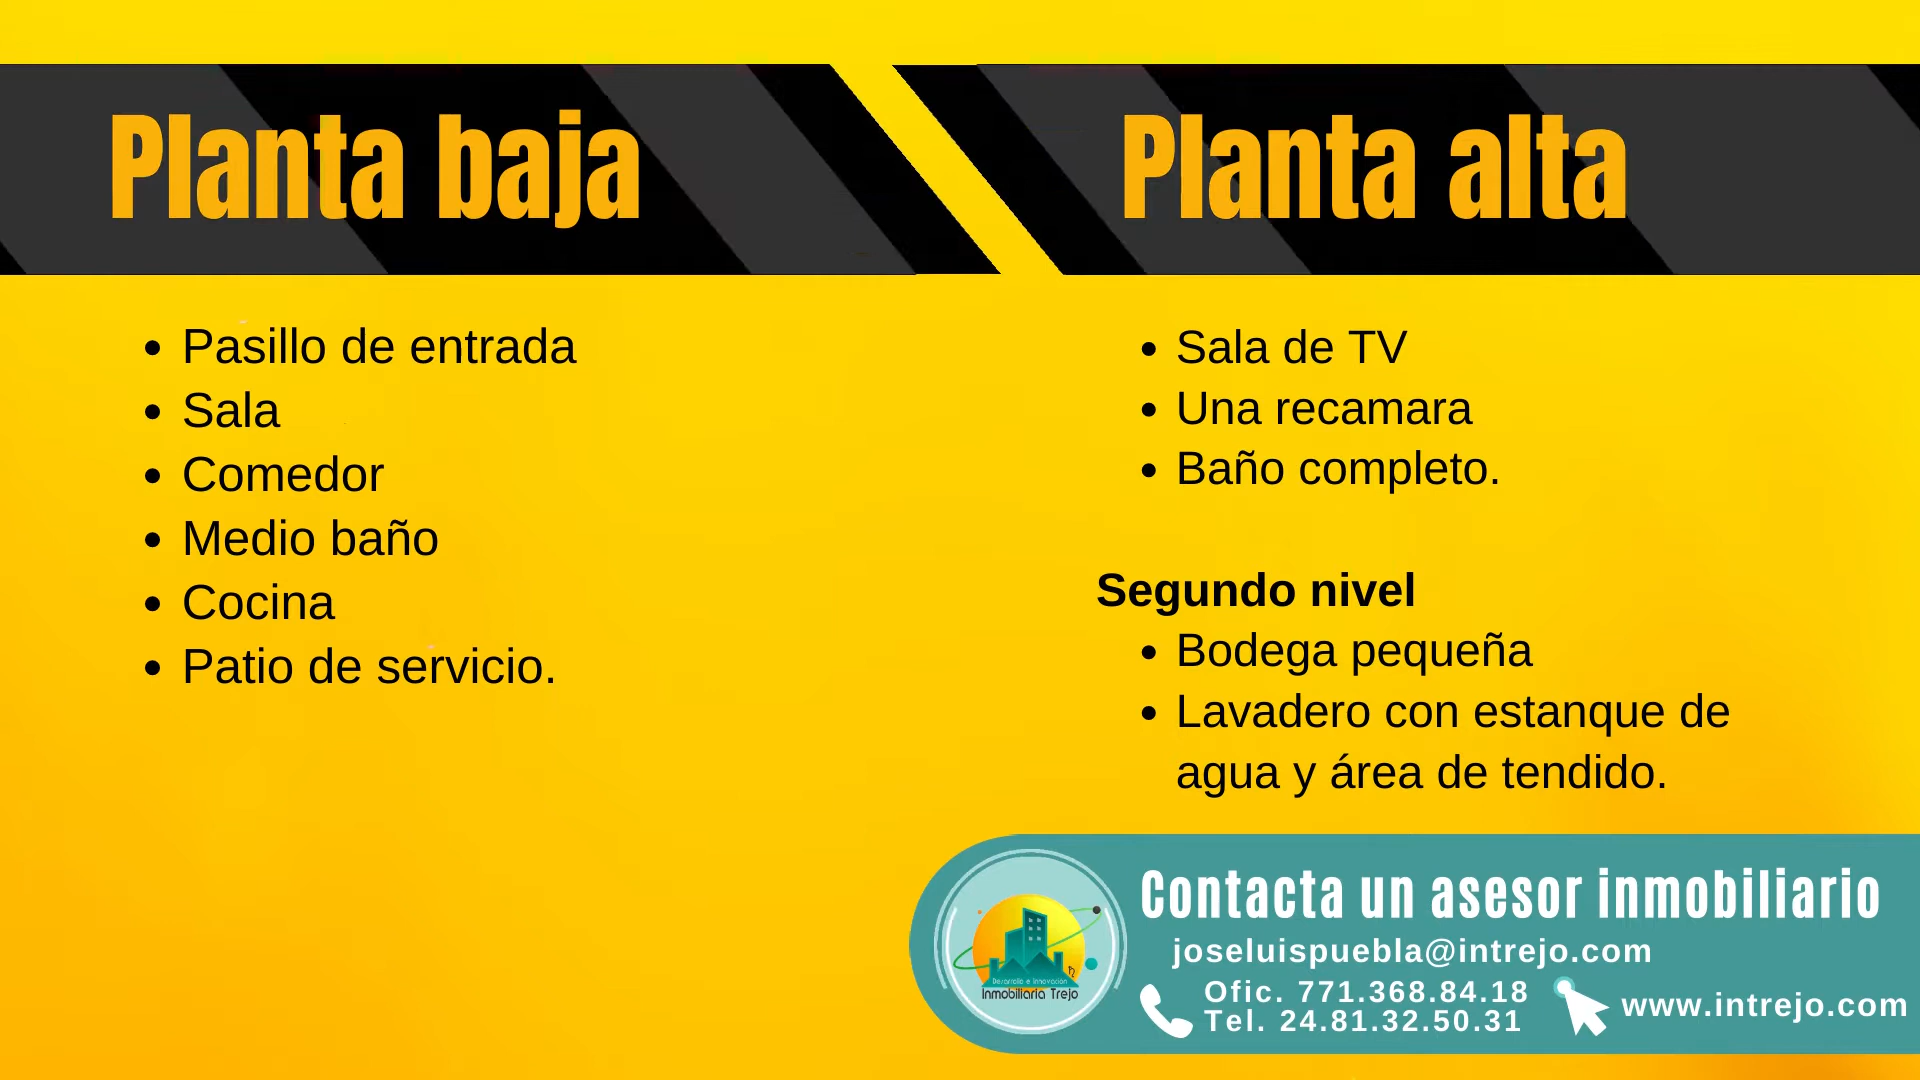 Planta baja
Pasillo de entrada
Sala
Comedor
Medio baño
Cocina
Patio de servicio.
Planta alta
Sala de TV
Una recamara
Baño completo.
Segundo nivel
Bodega pequeña
Lavadero con estanque de
agua y área de tendido.
Desarrollo e Innovación
Inmobiliaria Trejo
Contacta un asesor inmobiliario
joseluispuebla@intrejo.com
Ofic. 771.368.84.18
Tel. 24.81.32.50.31
www.intrejo.com